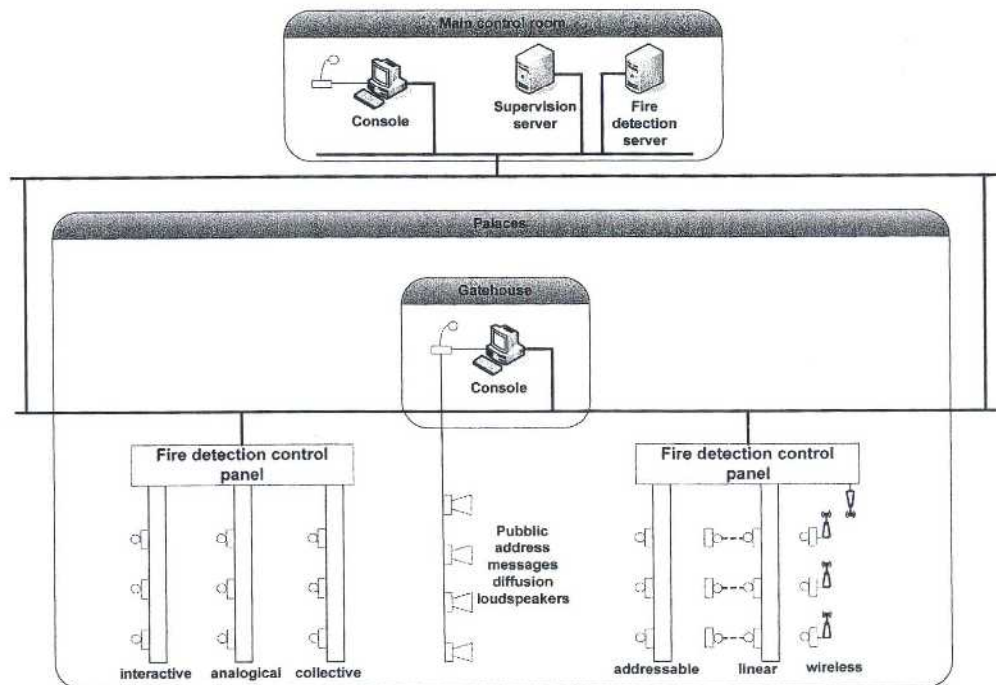 Main control room
Console
Supervision
server
Fire
detection
server
Palaces
Gatehouse
Console
Fire detection control
panel
Fire detection control
panel
Pubblic
address
messages
diffusion
loudspeakers
interactive
analogical
collective
addressable
linear
wireless